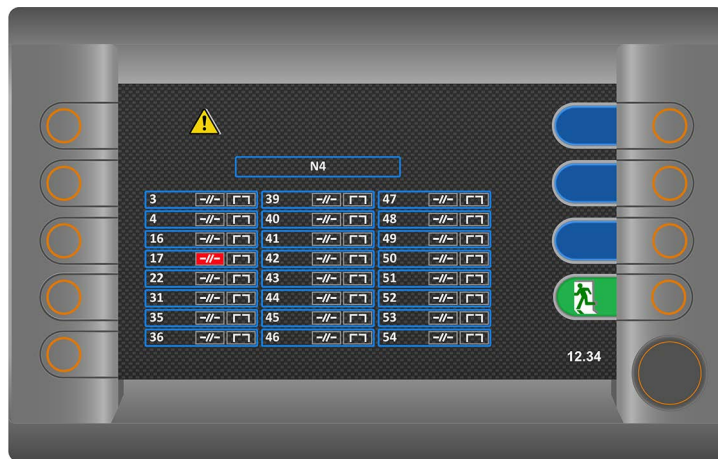 N4
3 -//- 39 -//- 47 -//-
4 -//- 40 -//- 48 -//-
16 -//- 41 -//- 49 -//-
17 -//- 42 -//- 50 -//-
22 -//- 43 -//- 51 -//-
31 -//- 44 -//- 52 -//-
35 -//- 45 -//- 53 -//-
36 -//- 46 -//- 54 -//-
12.34